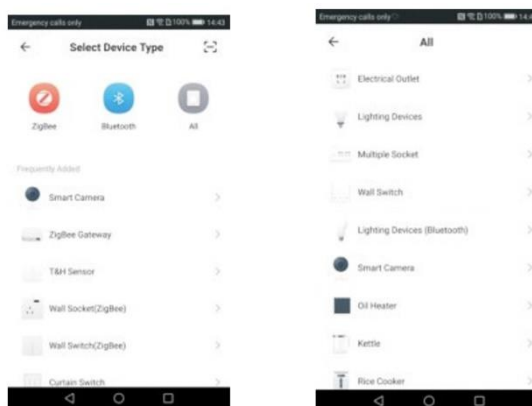 Emergency calls only 100% 14:43
Select Device Type
ZigBee Bluetooth All
Frequently Added
Smart Camera
ZigBee Gateway
T&H Sensor
Wall Socket(ZigBee)
Wall Switch(ZigBee)
Curtain Switch
Emergency calls only 100%
All
Electrical Outlet
Lighting Devices
Multiple Socket
Wall Switch
Lighting Devices (Bluetooth)
Smart Camera
Oil Heater
Kettle
Rice Cooker